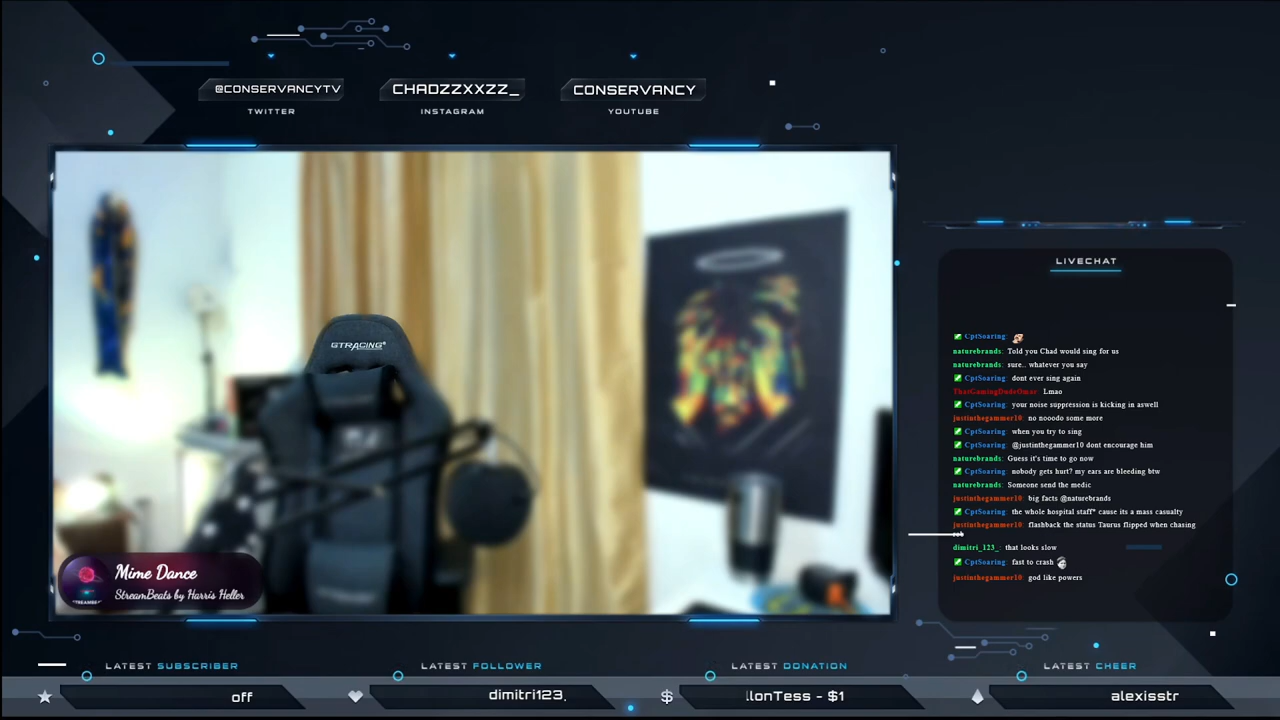 @CONSERVANCYTV
TWITTER
CHADZZXXZZ_
INSTAGRAM
CONSERVANCY
YOUTUBE
GTRACING
Mime Dance
StreamBeats by Harris Heller
LIVECHAT
CptSoaring:
naturebrands: Told you Chad would sing for us
naturebrands: sure.. whatever you say
CptSoaring: dont ever sing again
ThatGamingDudeOmar: Lmao
CptSoaring: your noise suppression is kicking in aswell
justinthegammer10: no nooodo some more
CptSoaring: when you try to sing
CptSoaring: @justinthegammer10 dont encourage him
naturebrands: Guess it's time to go now
CptSoaring: nobody gets hurt? my ears are bleeding btw
naturebrands: Someone send the medic
justinthegammer10: big facts @naturebrands
CptSoaring: the whole hospital staff* cause its a mass casualty
justinthegammer10: flashback the status Taurus flipped when chasing
dimitri_123_: that looks slow
CptSoaring: fast to crash
justinthegammer10: god like powers
LATEST SUBSCRIBER
off
LATEST FOLLOWER
dimitri123_
LATEST DONATION
llonTess - $1
LATEST CHEER
alexisstr